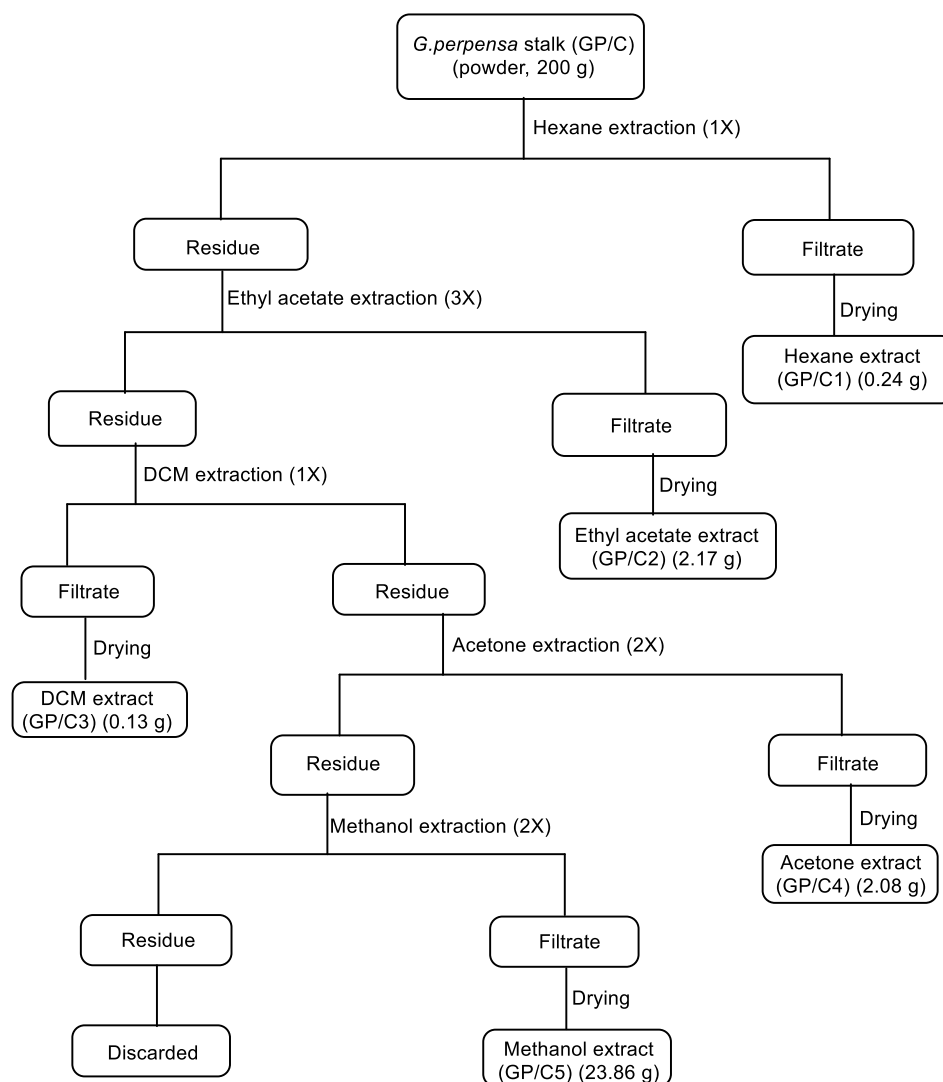 G.perpensa stalk (GP/C)
(powder, 200 g)
Hexane extraction (1X)
Residue
Filtrate
Ethyl acetate extraction (3X)
Drying
Hexane extract
(GP/C1) (0.24 g)
Residue
Filtrate
DCM extraction (1X)
Drying
Ethyl acetate extract
(GP/C2) (2.17 g)
Filtrate
Residue
Drying
Acetone extraction (2X)
DCM extract
(GP/C3) (0.13 g)
Residue
Filtrate
Methanol extraction (2X)
Drying
Acetone extract
(GP/C4) (2.08 g)
Residue
Filtrate
Drying
Discarded
Methanol extract
(GP/C5) (23.86 g)